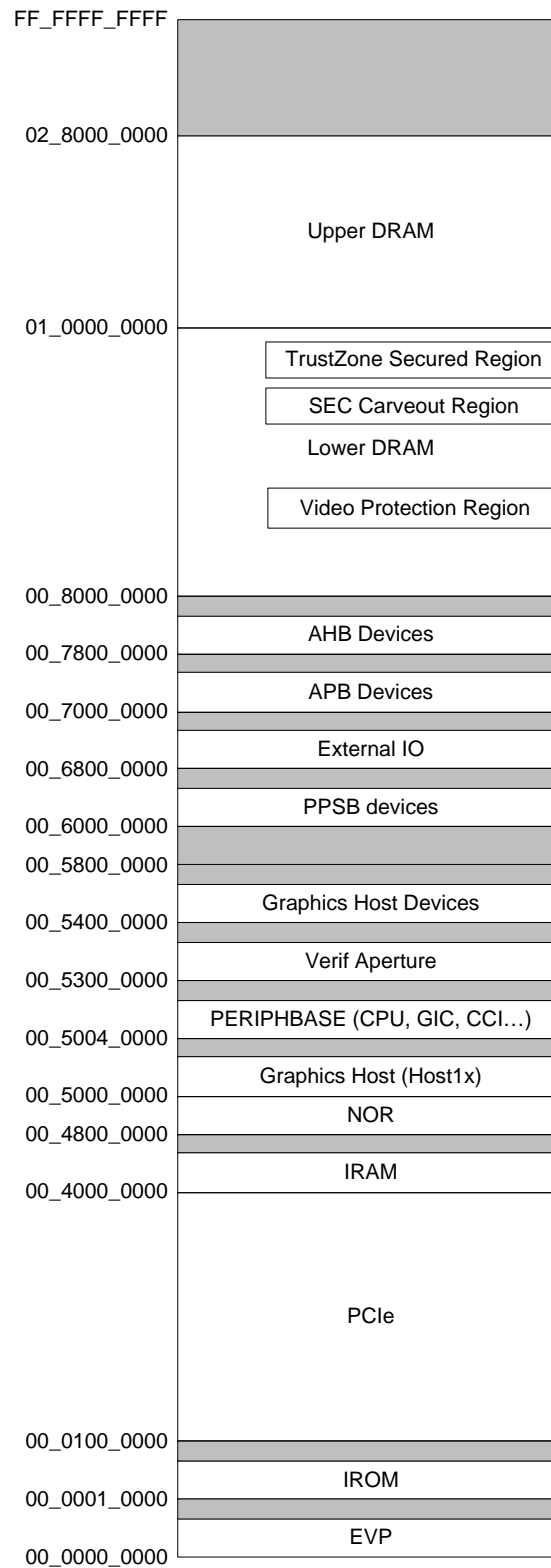 FF_FFFF_FFFF
02_8000_0000
Upper DRAM
01_0000_0000
TrustZone Secured Region
SEC Carveout Region
Lower DRAM
Video Protection Region
00_8000_0000
AHB Devices
00_7800_0000
APB Devices
00_7000_0000
External IO
00_6800_0000
PPSB devices
00_6000_0000
00_5800_0000
Graphics Host Devices
00_5400_0000
Verif Aperture
00_5300_0000
PERIPHBASE (CPU, GIC, CCI…)
00_5004_0000
Graphics Host (Host1x)
00_5000_0000
NOR
00_4800_0000
IRAM
00_4000_0000
PCIe
00_0100_0000
IROM
00_0001_0000
EVP
00_0000_0000